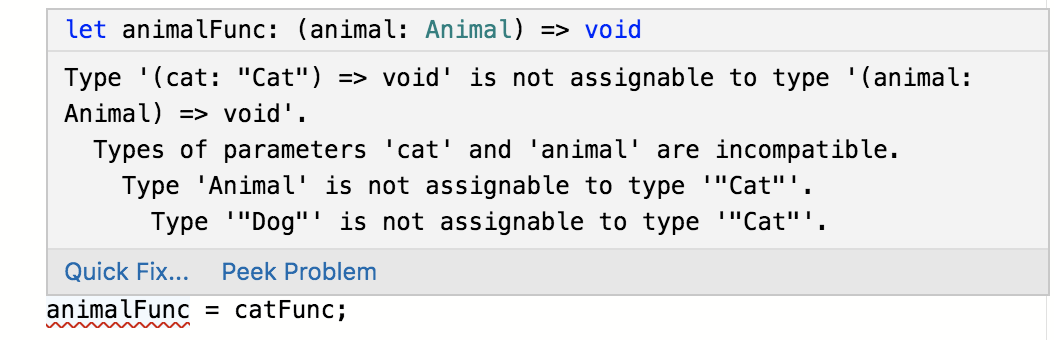 let animalFunc: (animal: Animal) => void
Type '(cat: "Cat") => void' is not assignable to type '(animal:
Animal) => void'.
Types of parameters 'cat' and 'animal' are incompatible.
Type 'Animal' is not assignable to type '"Cat"'.
Type '"Dog"' is not assignable to type '"Cat"'.
Quick Fix... Peek Problem
animalFunc = catFunc;